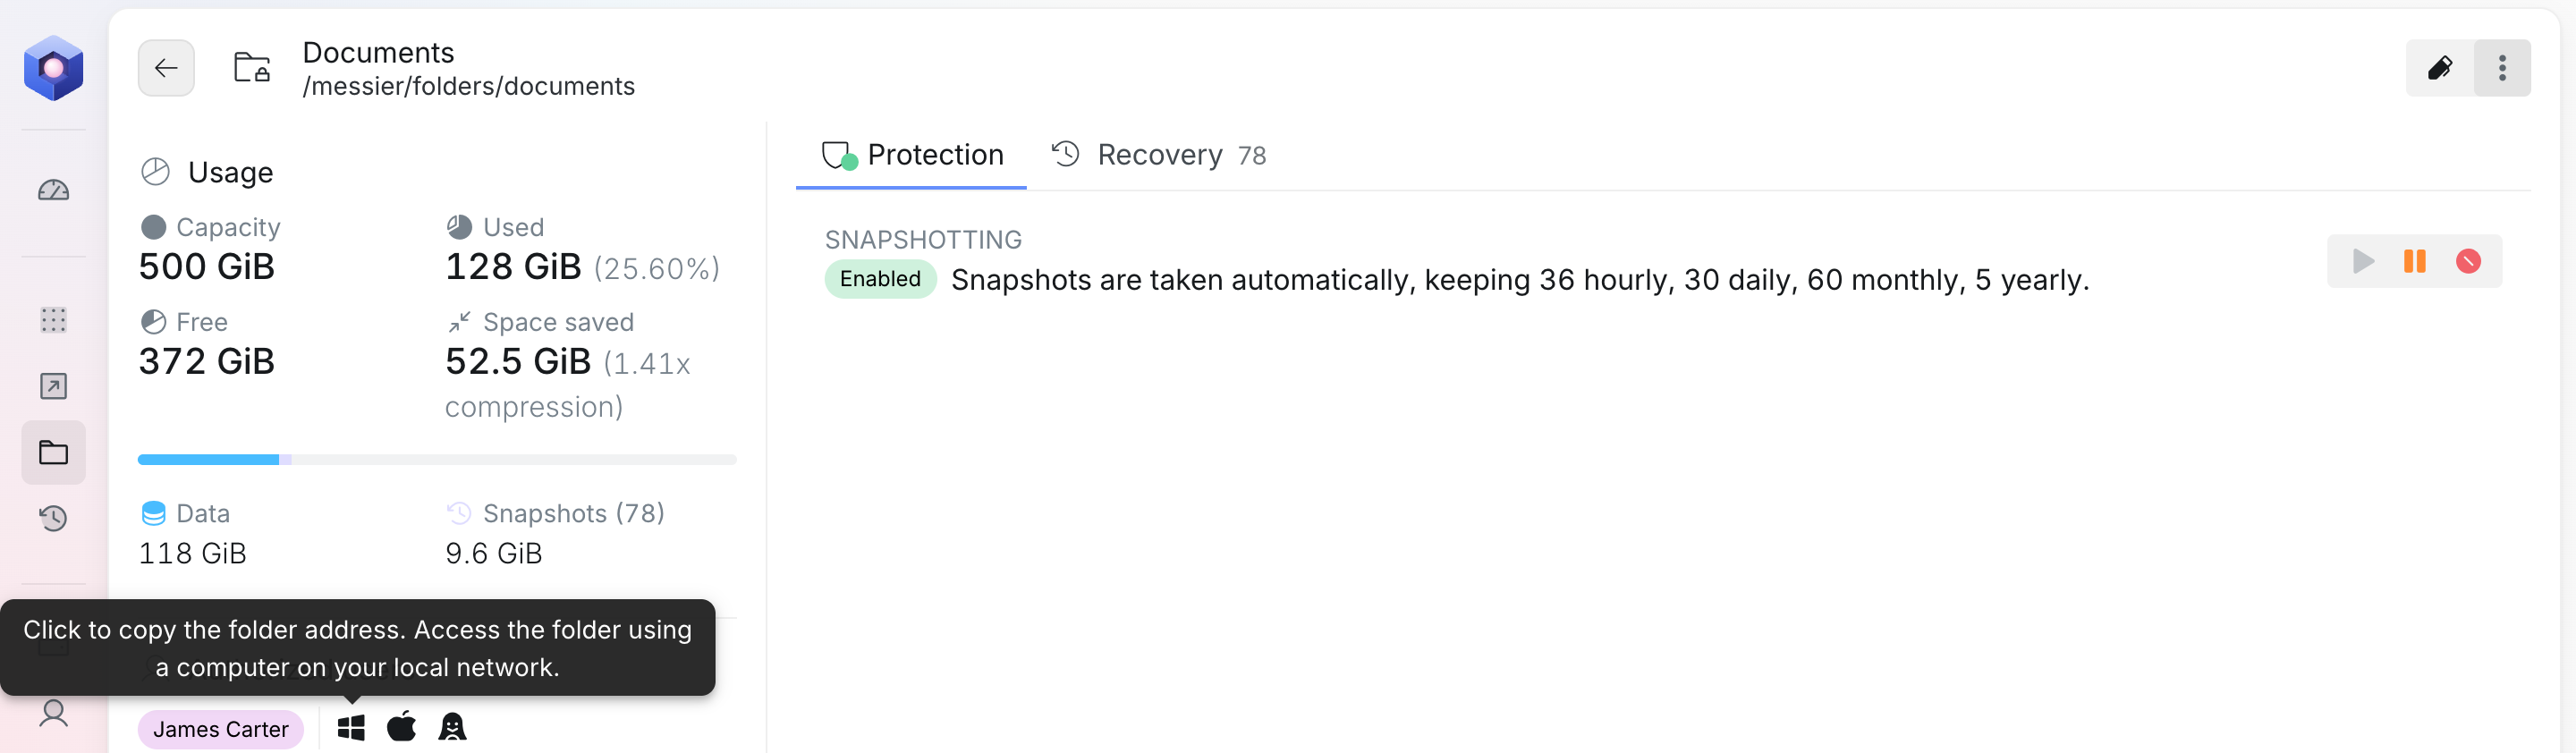 Documents
/messier/folders/documents
Usage
Capacity
500 GiB
Used
128 GiB (25.60%)
Free
372 GiB
Space saved
52.5 GiB (1.41x
compression)
Data
118 GiB
Snapshots (78)
9.6 GiB
Click to copy the folder address. Access the folder using
a computer on your local network.
James Carter
Protection
Recovery 78
SNAPSHOTTING
Enabled Snapshots are taken automatically, keeping 36 hourly, 30 daily, 60 monthly, 5 yearly.